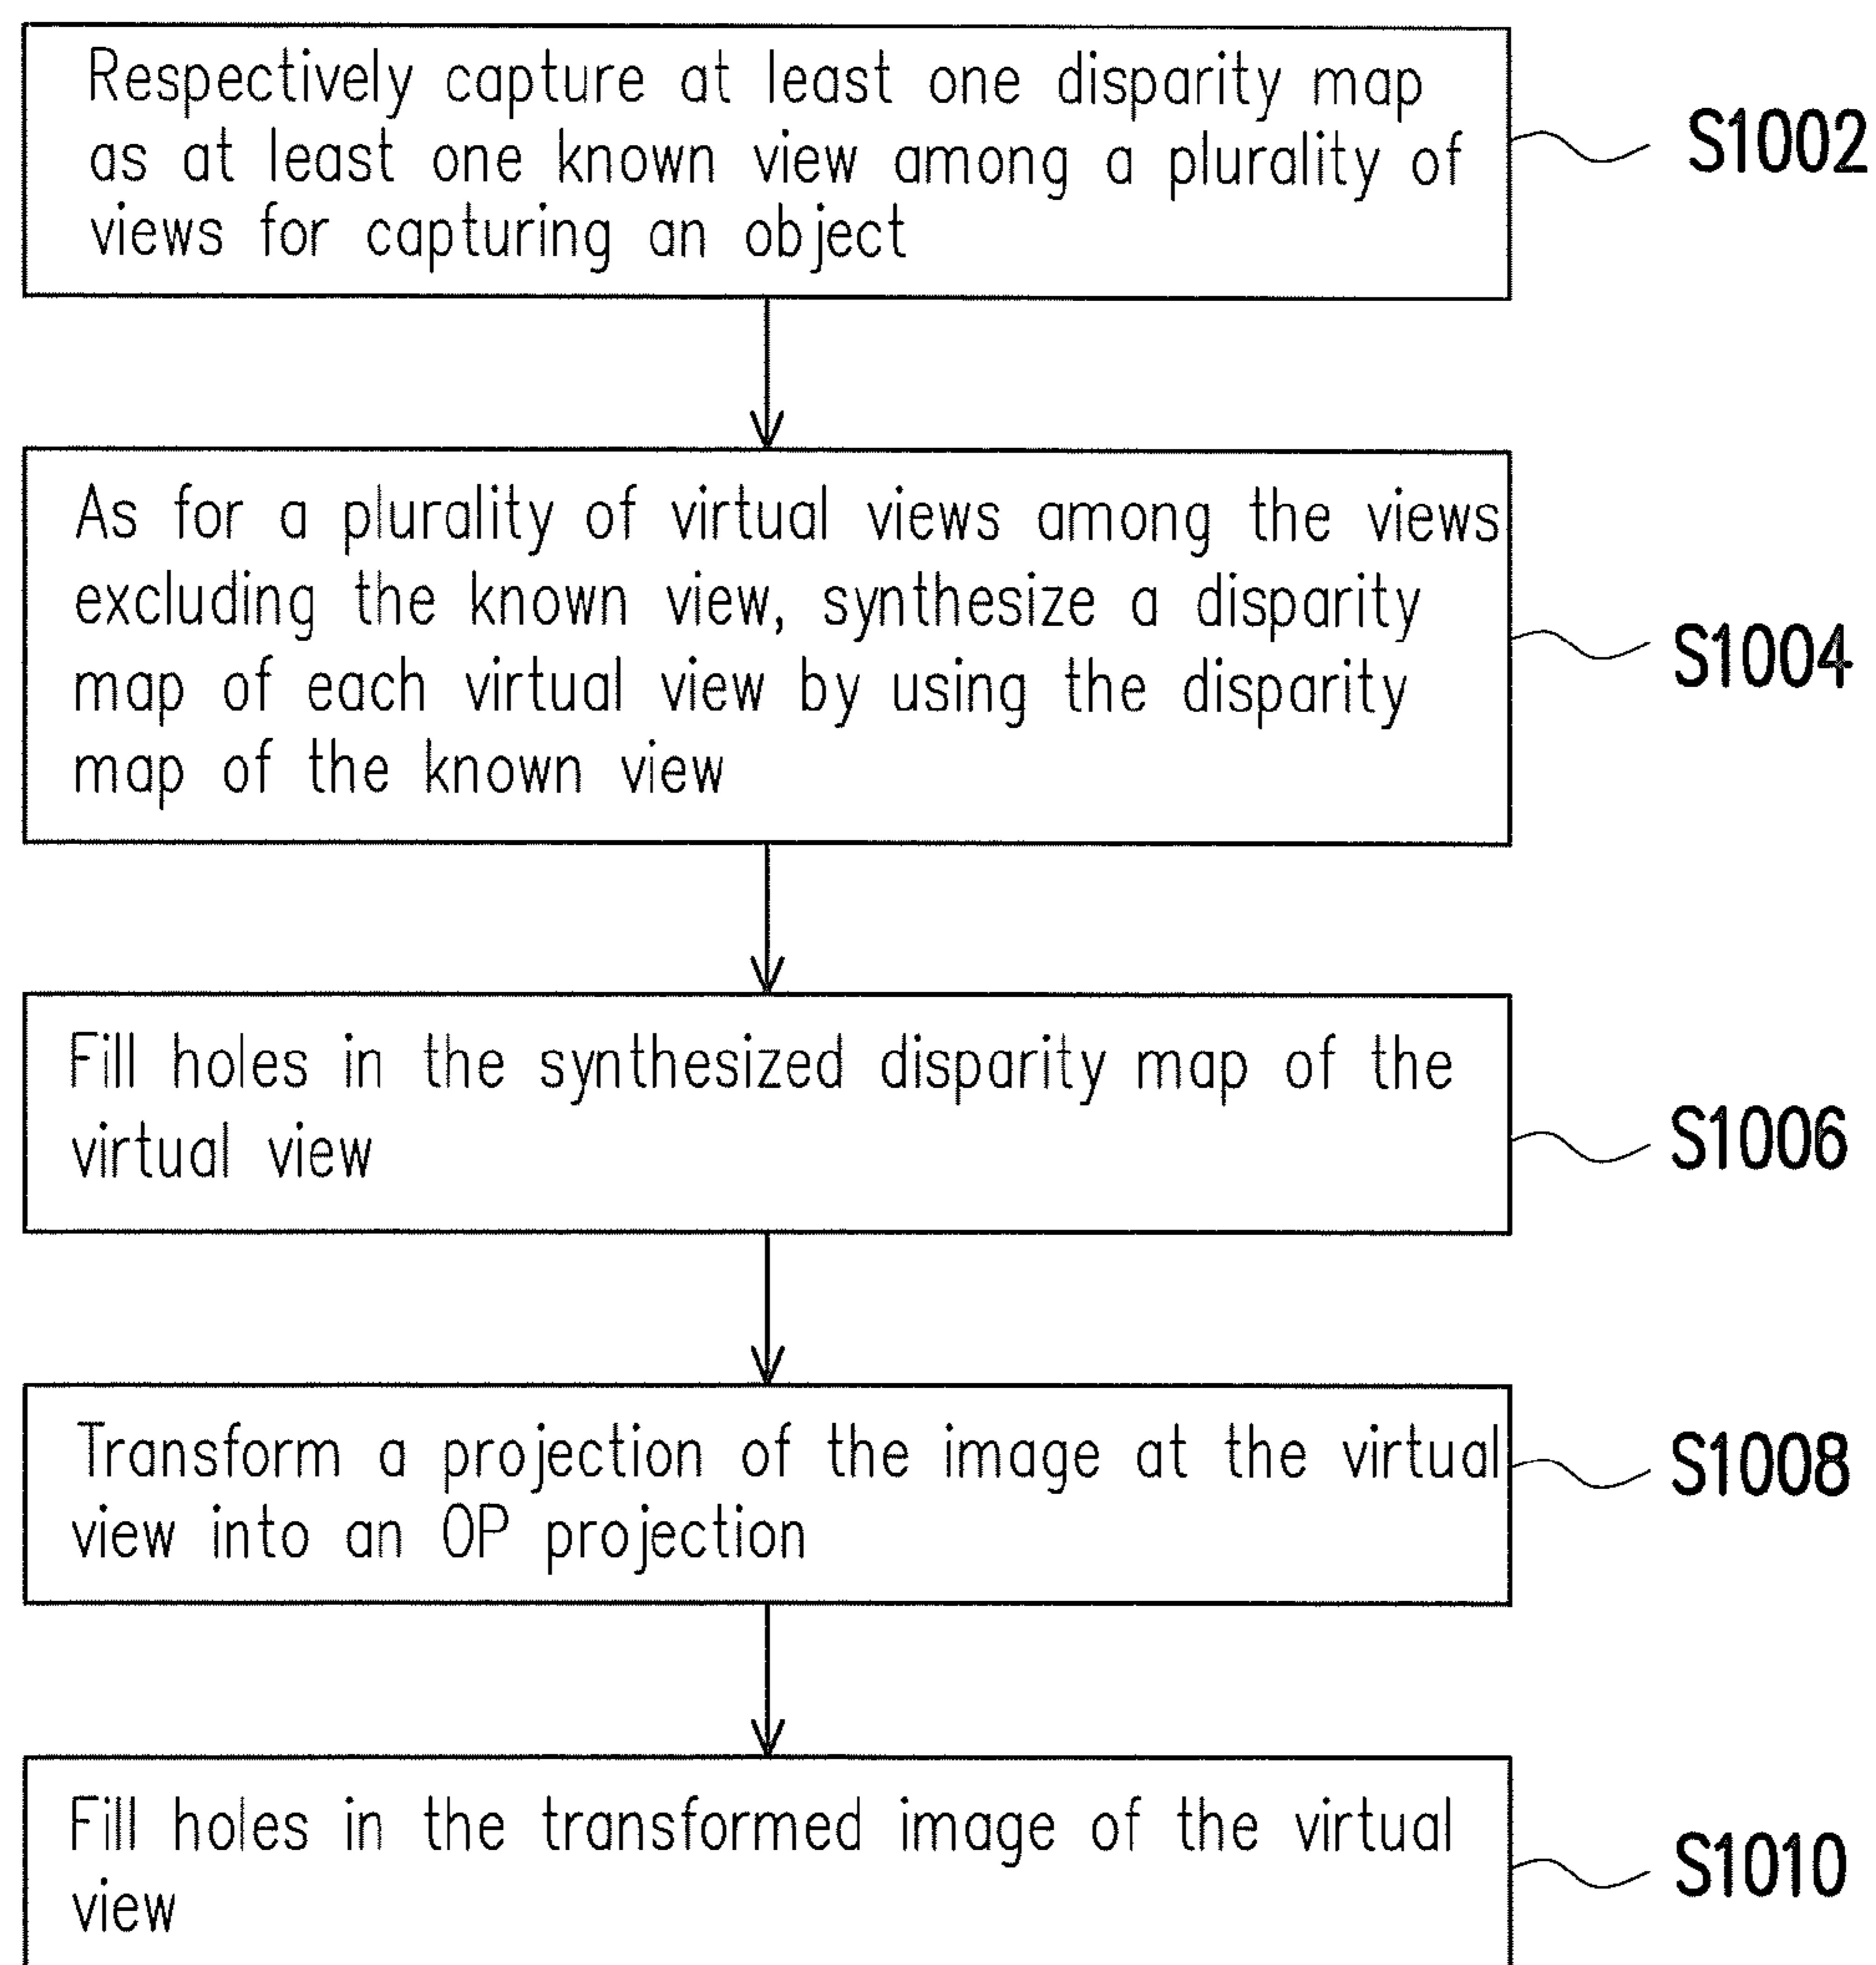 Respectively capture at least one disparity map
as at least one known view among a plurality of
views for capturing an object
S1002
As for a plurality of virtual views among the views
excluding the known view, synthesize a disparity
map of each virtual view by using the disparity
map of the known view
S1004
Fill holes in the synthesized disparity map of the
virtual view
S1006
Transform a projection of the image at the virtual
view into an OP projection
S1008
Fill holes in the transformed image of the virtual
view
S1010